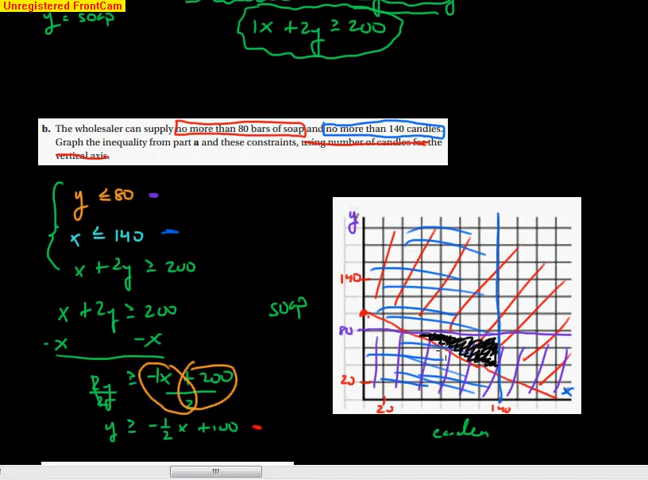 Unregistered FrontCam
y = soap
1x + 2y ≥ 200
b. The wholesaler can supply no more than 80 bars of soap and no more than 140 candles.
Graph the inequality from part a and these constraints, using number of candles for the
vertical axis.
y ≤ 80
x ≤ 140
x + 2y ≥ 200
x + 2y ≥ 200
-x -x
≥ -1x + 200
2
y ≥ -1/2 x + 100
soap
y
140
80
20
20 140 x
candles